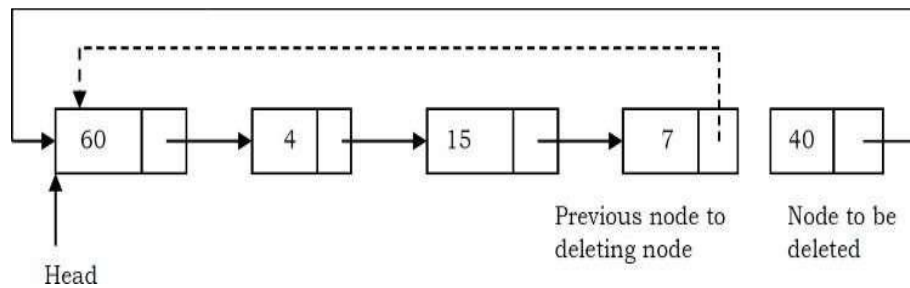 60
4
15
7
40
Previous node to
deleting node
Node to be
deleted
Head